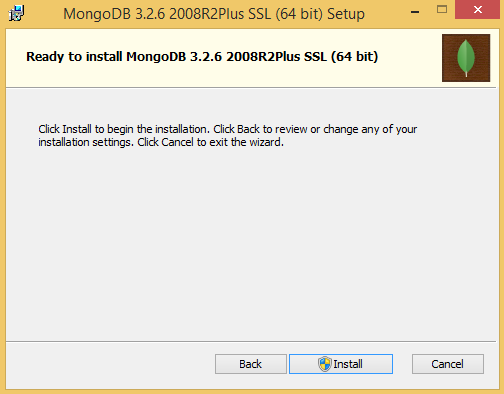 MongoDB 3.2.6 2008R2Plus SSL (64 bit) Setup
Ready to install MongoDB 3.2.6 2008R2Plus SSL (64 bit)
Click Install to begin the installation. Click Back to review or change any of your
installation settings. Click Cancel to exit the wizard.
Back Install Cancel